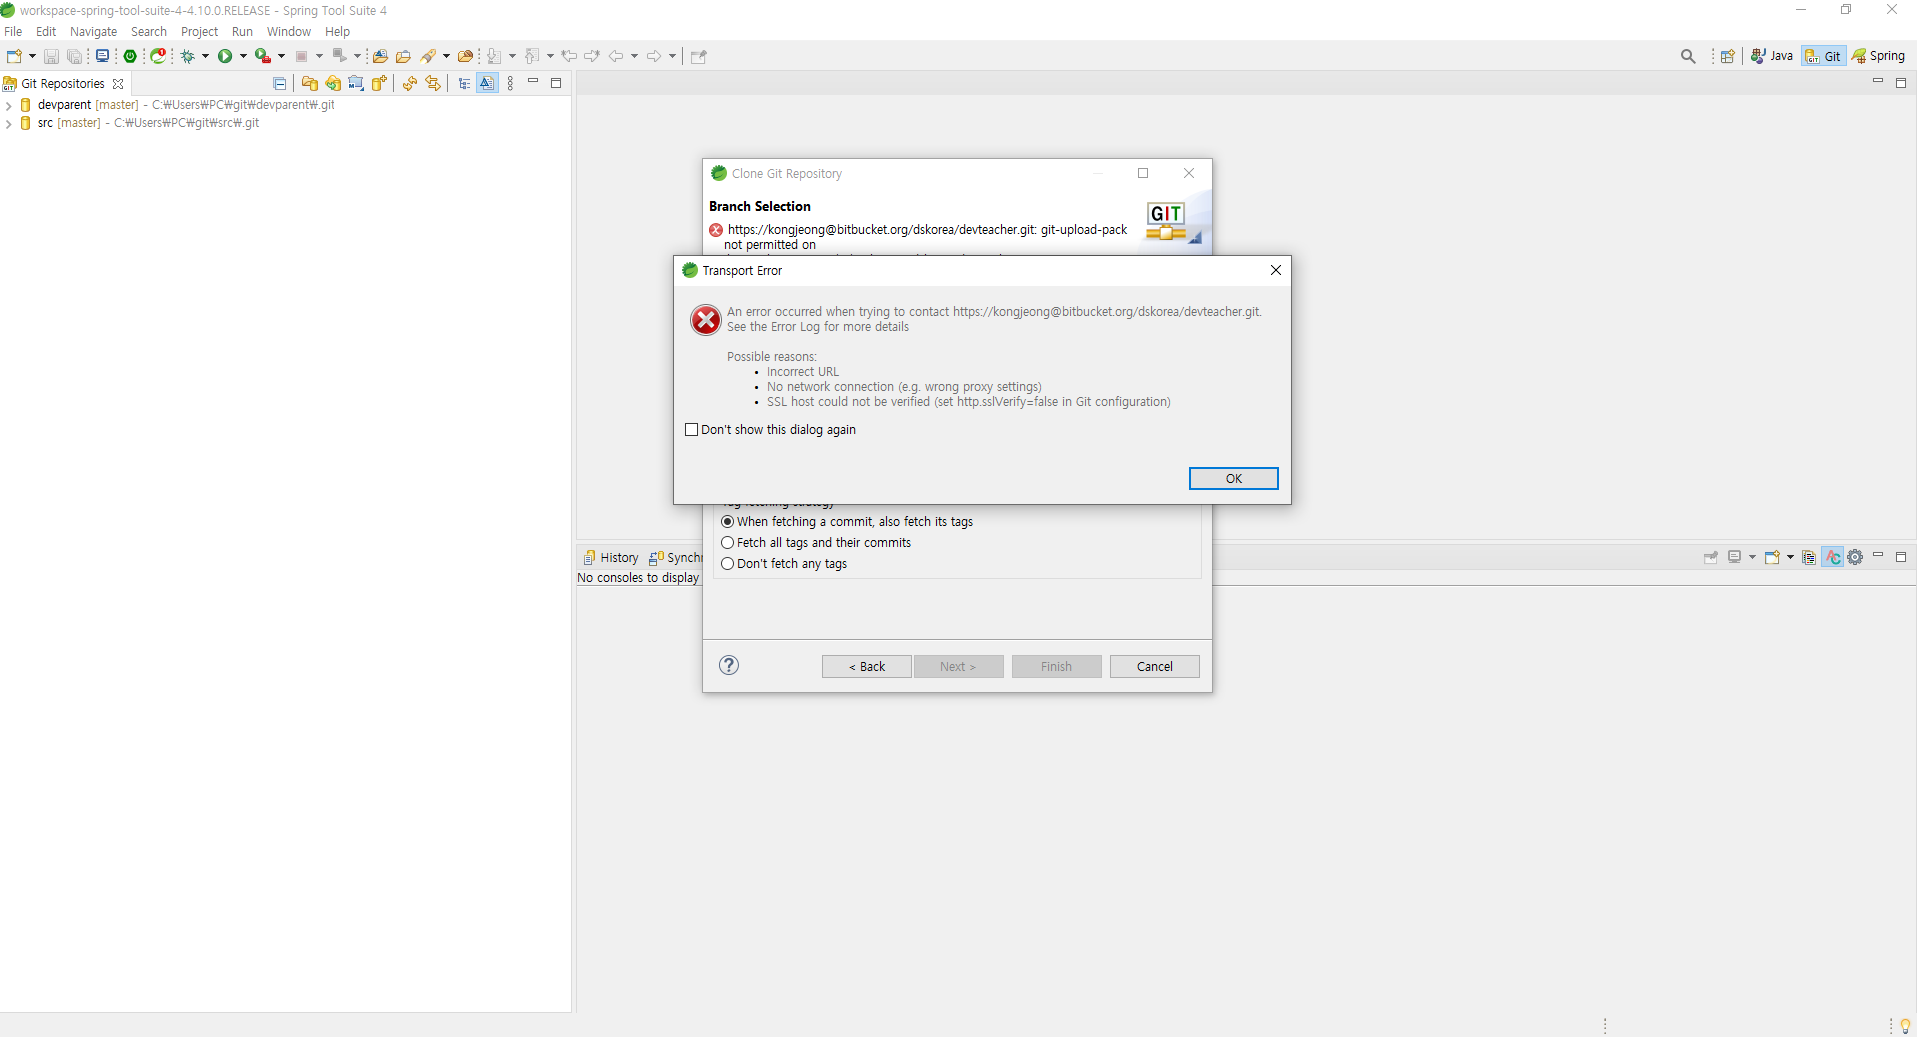 workspace-spring-tool-suite-4-4.10.0.RELEASE - Spring Tool Suite 4
File Edit Navigate Search Project Run Window Help
Java Git Spring
Git Repositories
devparent [master] - C:₩Users₩PC₩git₩devparent₩.git
src [master] - C:₩Users₩PC₩git₩src₩.git
Clone Git Repository
Branch Selection
GIT
https://kongjeong@bitbucket.org/dskorea/devteacher.git: git-upload-pack
not permitted on
Transport Error
An error occurred when trying to contact https://kongjeong@bitbucket.org/dskorea/devteacher.git.
See the Error Log for more details
Possible reasons:
• Incorrect URL
• No network connection (e.g. wrong proxy settings)
• SSL host could not be verified (set http.sslVerify=false in Git configuration)
Don't show this dialog again
OK
Tag fetching strategy
When fetching a commit, also fetch its tags
Fetch all tags and their commits
Don't fetch any tags
History Synchr
No consoles to display
? < Back Next > Finish Cancel